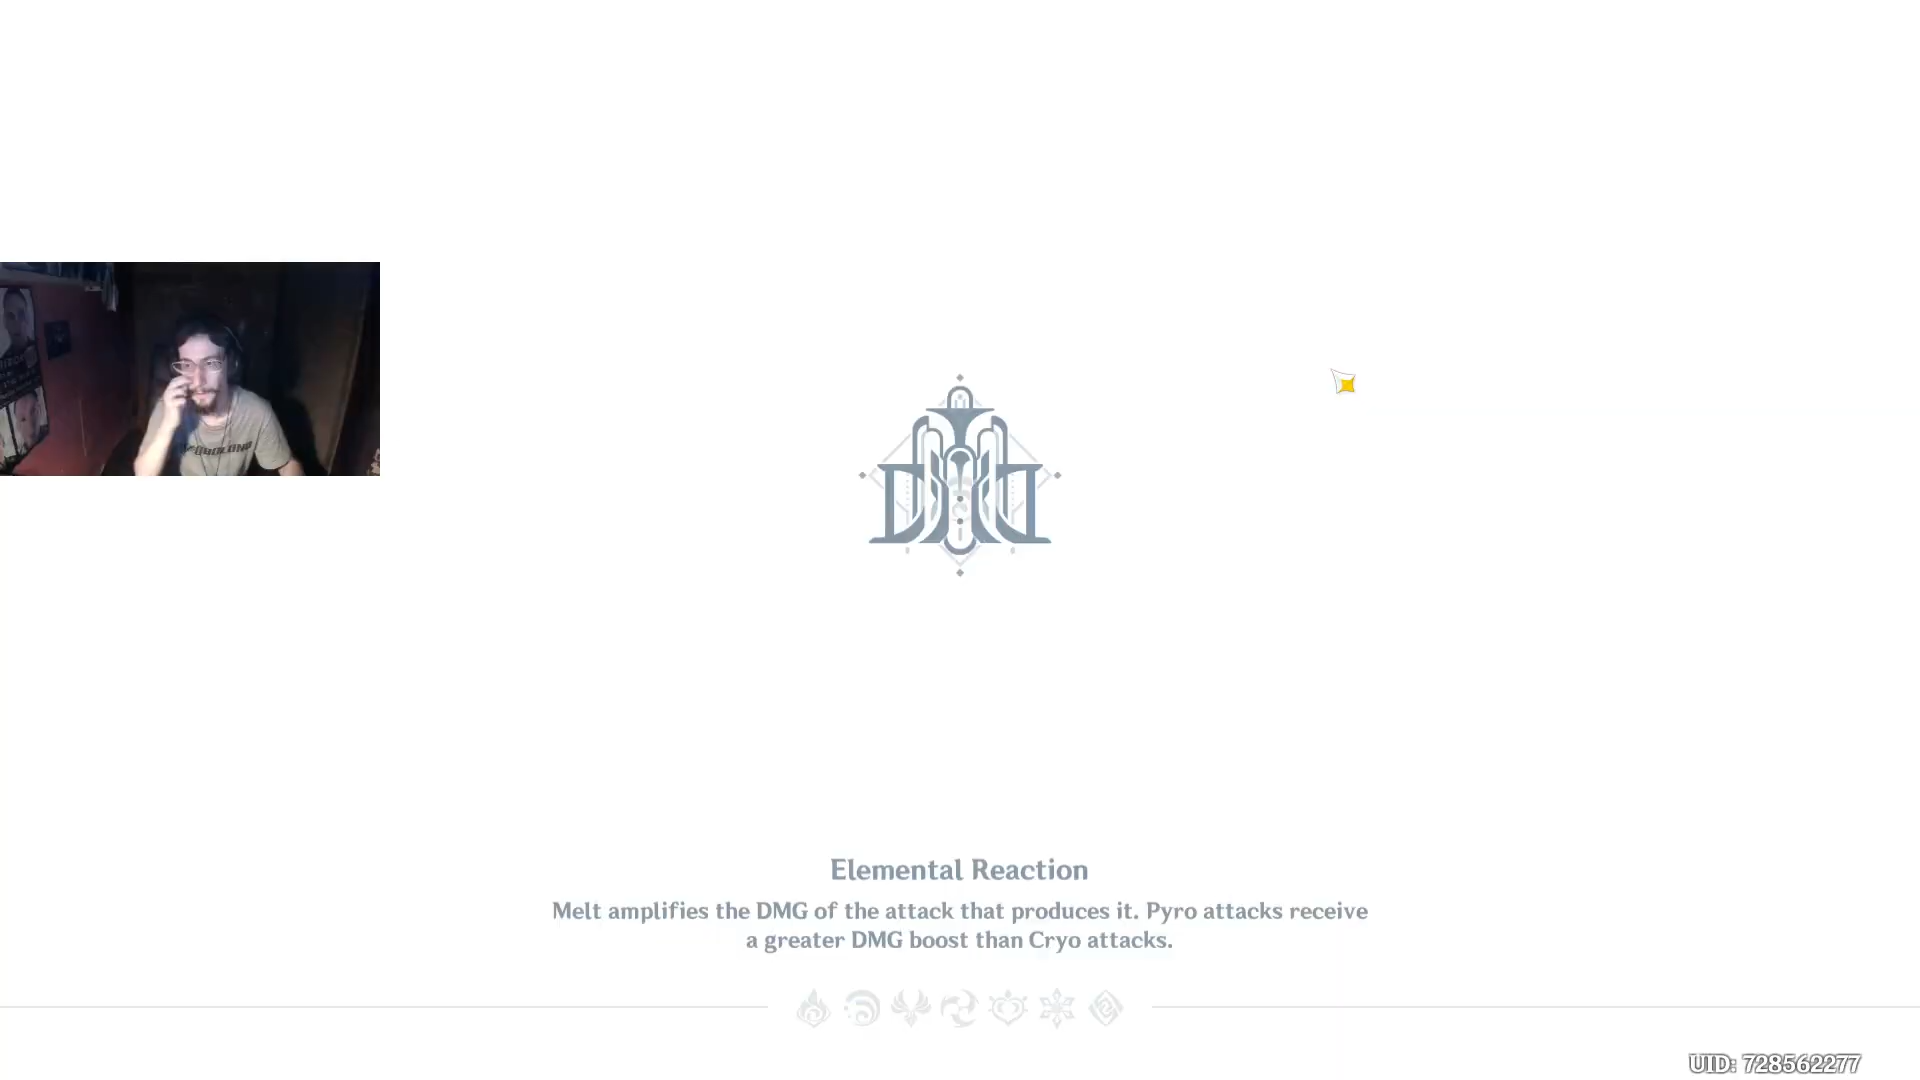 Elemental Reaction
Melt amplifies the DMG of the attack that produces it. Pyro attacks receive
a greater DMG boost than Cryo attacks.
UID: 728562277